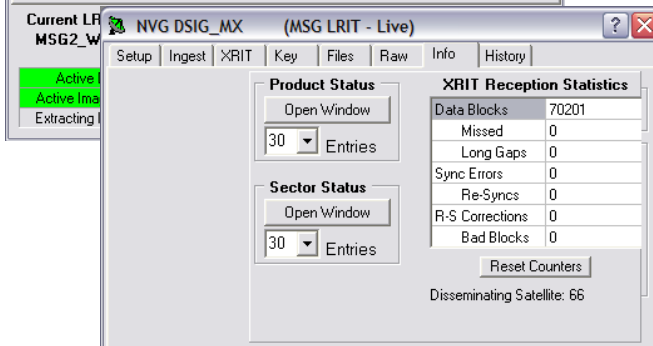 Current LR
MSG2_W
Active I
Active Ima
Extracting I
NVG DSIG_MX (MSG LRIT - Live)
?
X
Setup Ingest XRIT Key Files Raw Info History
Product Status
Open Window
30 Entries
Sector Status
Open Window
30 Entries
XRIT Reception Statistics
Data Blocks 70201
Missed 0
Long Gaps 0
Sync Errors 0
Re-Syncs 0
R-S Corrections 0
Bad Blocks 0
Reset Counters
Disseminating Satellite: 66